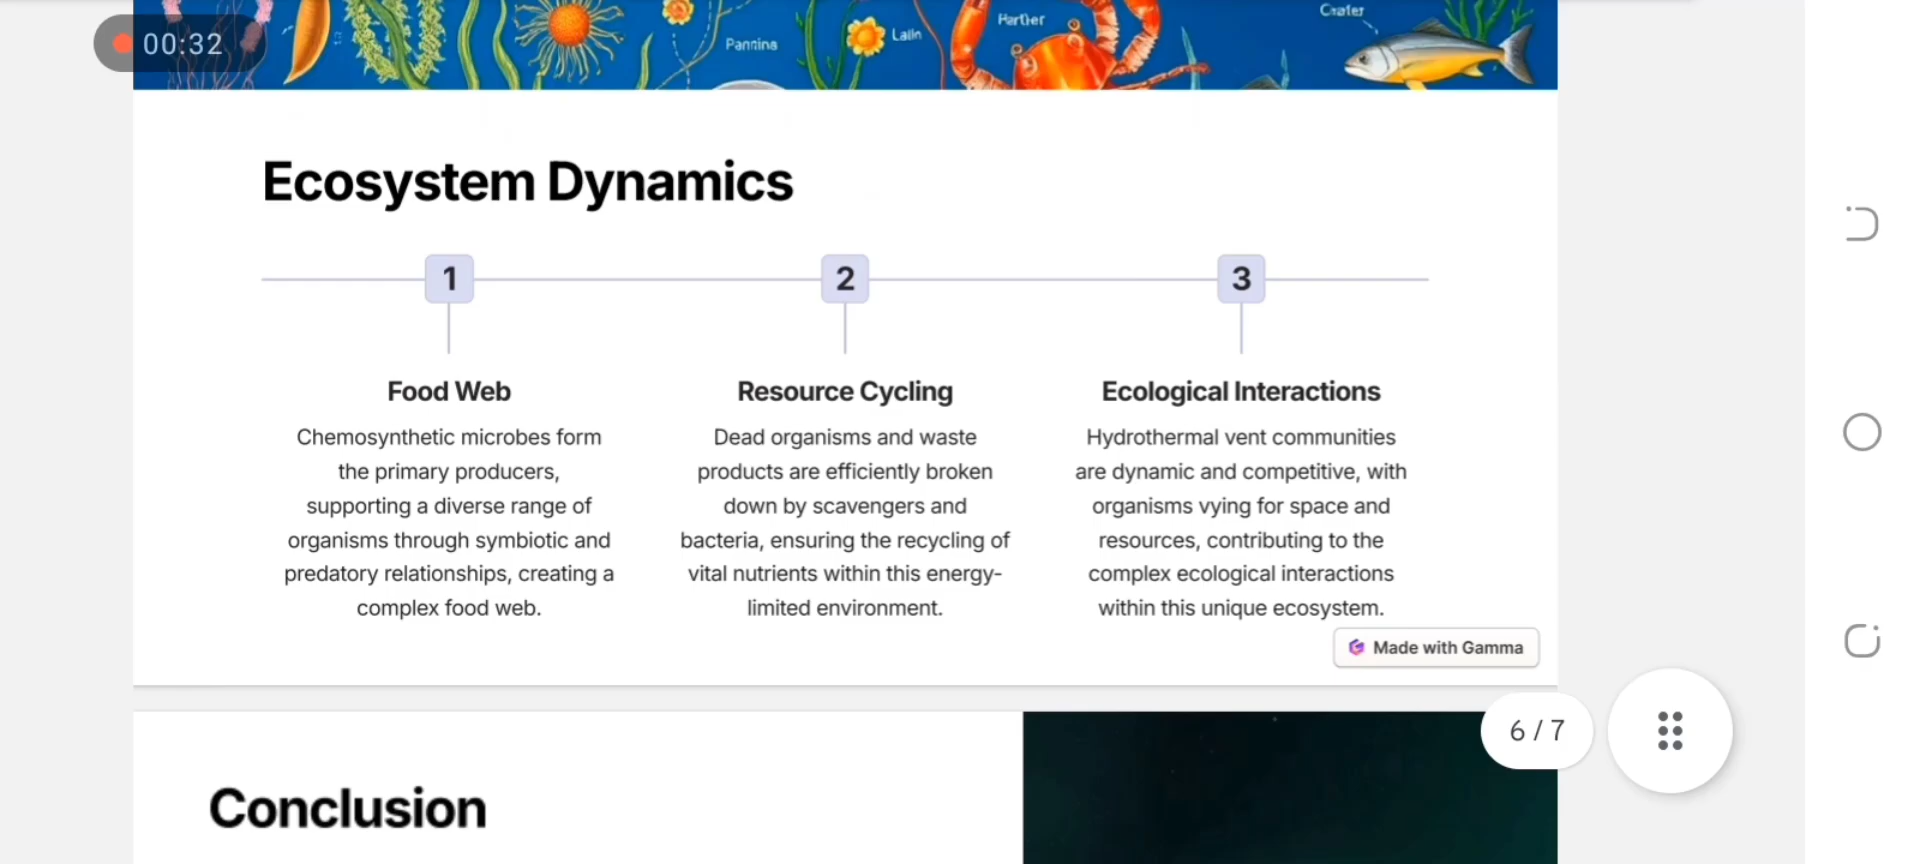 00:32
Pannina
Lalln
Harther
Crater
Ecosystem Dynamics
1
2
3
Food Web
Chemosynthetic microbes form
the primary producers,
supporting a diverse range of
organisms through symbiotic and
predatory relationships, creating a
complex food web.
Resource Cycling
Dead organisms and waste
products are efficiently broken
down by scavengers and
bacteria, ensuring the recycling of
vital nutrients within this energy-
limited environment.
Ecological Interactions
Hydrothermal vent communities
are dynamic and competitive, with
organisms vying for space and
resources, contributing to the
complex ecological interactions
within this unique ecosystem.
Made with Gamma
6 / 7
Conclusion